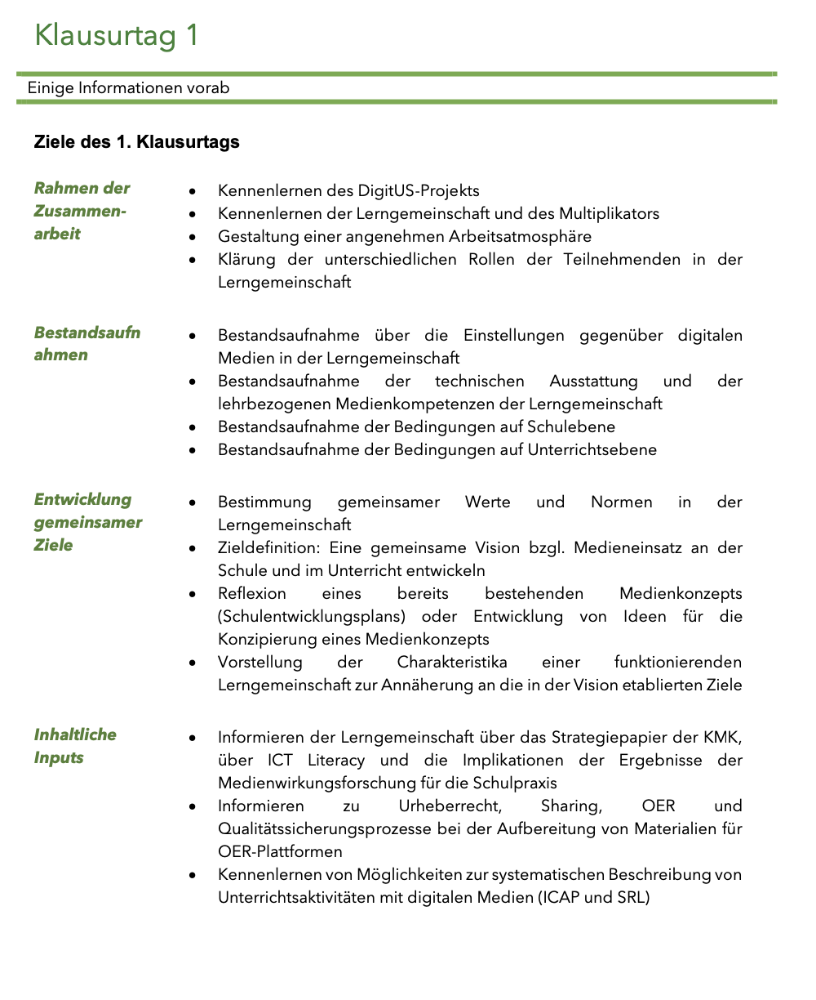 Klausurtag 1
Einige Informationen vorab
Ziele des 1. Klausurtags
Rahmen der
Zusammen-
arbeit
• Kennenlernen des DigitUS-Projekts
• Kennenlernen der Lerngemeinschaft und des Multiplikators
• Gestaltung einer angenehmen Arbeitsatmosphäre
• Klärung der unterschiedlichen Rollen der Teilnehmenden in der
Lerngemeinschaft
Bestandsaufn
ahmen
• Bestandsaufnahme über die Einstellungen gegenüber digitalen
Medien in der Lerngemeinschaft
• Bestandsaufnahme der technischen Ausstattung und der
lehrbezogenen Medienkompetenzen der Lerngemeinschaft
• Bestandsaufnahme der Bedingungen auf Schulebene
• Bestandsaufnahme der Bedingungen auf Unterrichtsebene
Entwicklung
gemeinsamer
Ziele
• Bestimmung gemeinsamer Werte und Normen in der
Lerngemeinschaft
• Zieldefinition: Eine gemeinsame Vision bzgl. Medieneinsatz an der
Schule und im Unterricht entwickeln
• Reflexion eines bereits bestehenden Medienkonzepts
(Schulentwicklungsplans) oder Entwicklung von Ideen für die
Konzipierung eines Medienkonzepts
• Vorstellung der Charakteristika einer funktionierenden
Lerngemeinschaft zur Annäherung an die in der Vision etablierten Ziele
Inhaltliche
Inputs
• Informieren der Lerngemeinschaft über das Strategiepapier der KMK,
über ICT Literacy und die Implikationen der Ergebnisse der
Medienwirkungsforschung für die Schulpraxis
• Informieren zu Urheberrecht, Sharing, OER und
Qualitätssicherungsprozesse bei der Aufbereitung von Materialien für
OER-Plattformen
• Kennenlernen von Möglichkeiten zur systematischen Beschreibung von
Unterrichtsaktivitäten mit digitalen Medien (ICAP und SRL)